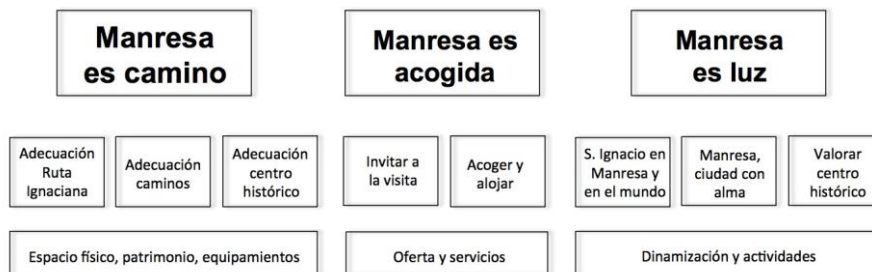 Manresa
es camino
Manresa es
acogida
Manresa
es luz
Adecuación
Ruta
Ignaciana
Adecuación
caminos
Adecuación
centro
histórico
Invitar a
la visita
Acoger y
alojar
S. Ignacio en
Manresa y
en el mundo
Manresa,
ciudad con
alma
Valorar
centro
histórico
Espacio físico, patrimonio, equipamientos
Oferta y servicios
Dinamización y actividades